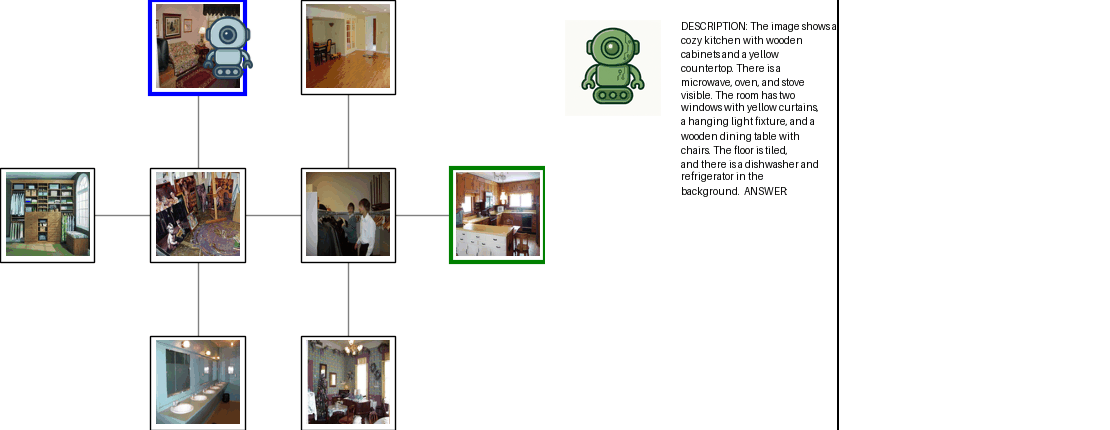 DESCRIPTION: The image shows a
cozy kitchen with wooden
cabinets and a yellow
countertop. There is a
microwave, oven, and stove
visible. The room has two
windows with yellow curtains,
a hanging light fixture, and a
wooden dining table with
chairs. The floor is tiled,
and there is a dishwasher and
refrigerator in the
background. ANSWER: